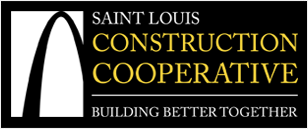 SAINT LOUIS
CONSTRUCTION
COOPERATIVE
BUILDING BETTER TOGETHER